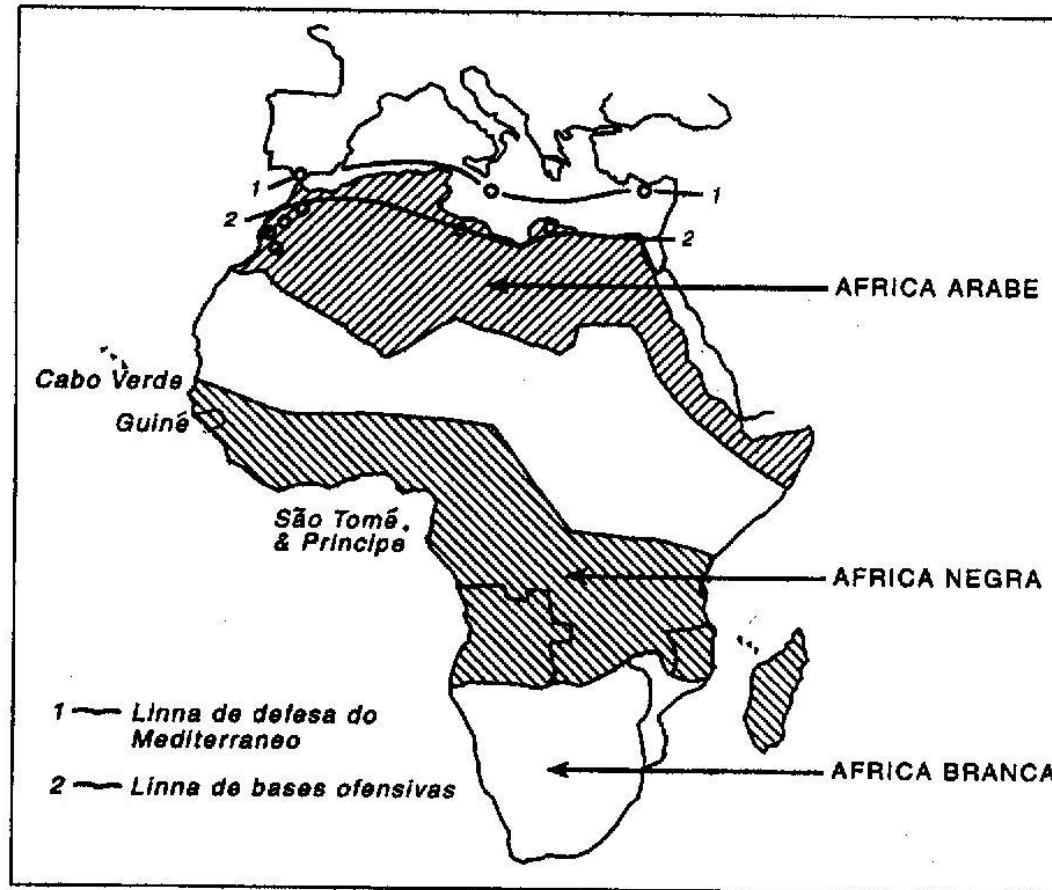 1
2
1
2
AFRICA ARABE
Cabo Verde
Guiné
São Tomé
& Principe
AFRICA NEGRA
1 — Linna de defesa do
Mediterraneo
2 — Linna de bases ofensivas
AFRICA BRANCA